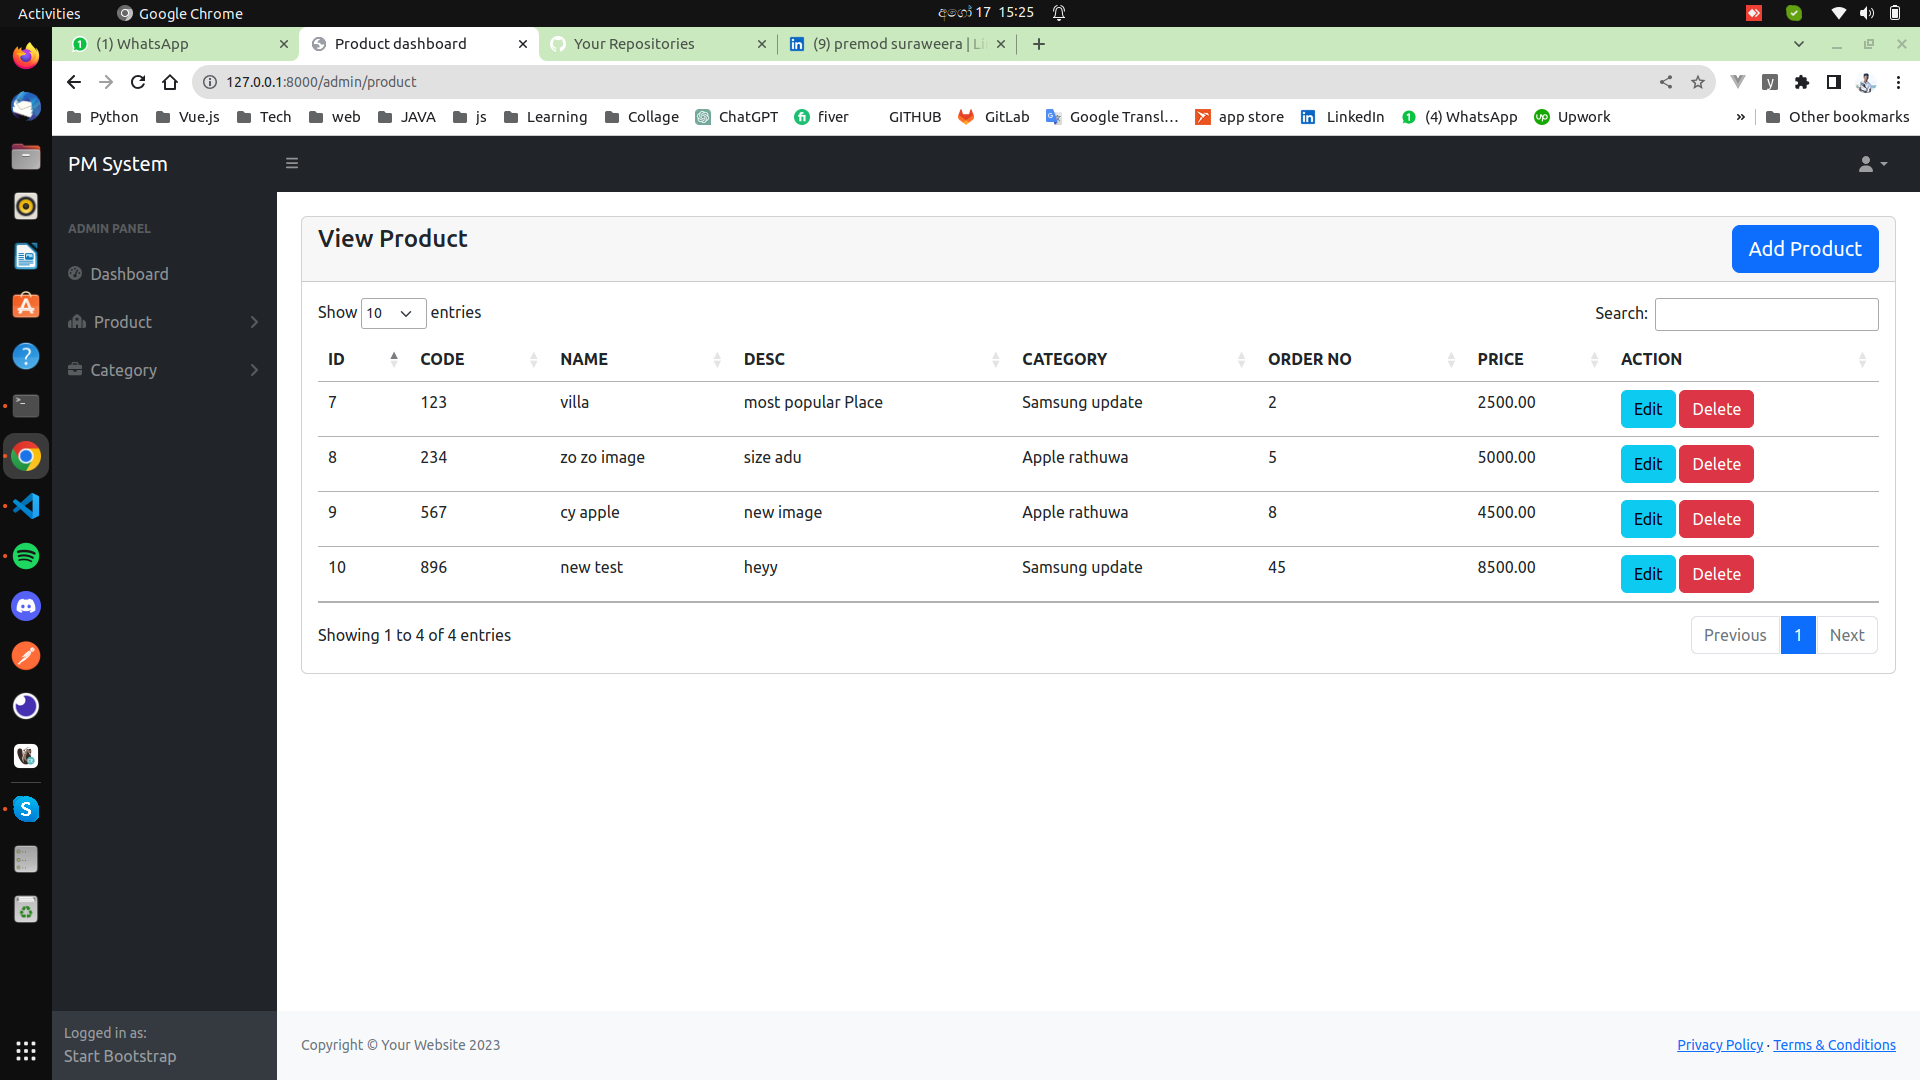 Activities Google Chrome අගෝ 17 15:25
(1) WhatsApp Product dashboard Your Repositories (9) premod suraweera | Li
127.0.0.1:8000/admin/product
Python Vue.js Tech web JAVA js Learning Collage ChatGPT fiver GITHUB GitLab Google Transl... app store LinkedIn (4) WhatsApp Upwork » Other bookmarks
PM System
ADMIN PANEL
Dashboard
Product
Category
View Product
Add Product
Show 10 entries
Search:
ID CODE NAME DESC CATEGORY ORDER NO PRICE ACTION
7 123 villa most popular Place Samsung update 2 2500.00 Edit Delete
8 234 zo zo image size adu Apple rathuwa 5 5000.00 Edit Delete
9 567 cy apple new image Apple rathuwa 8 4500.00 Edit Delete
10 896 new test heyy Samsung update 45 8500.00 Edit Delete
Showing 1 to 4 of 4 entries
Previous 1 Next
Logged in as:
Start Bootstrap
Copyright © Your Website 2023
Privacy Policy · Terms & Conditions